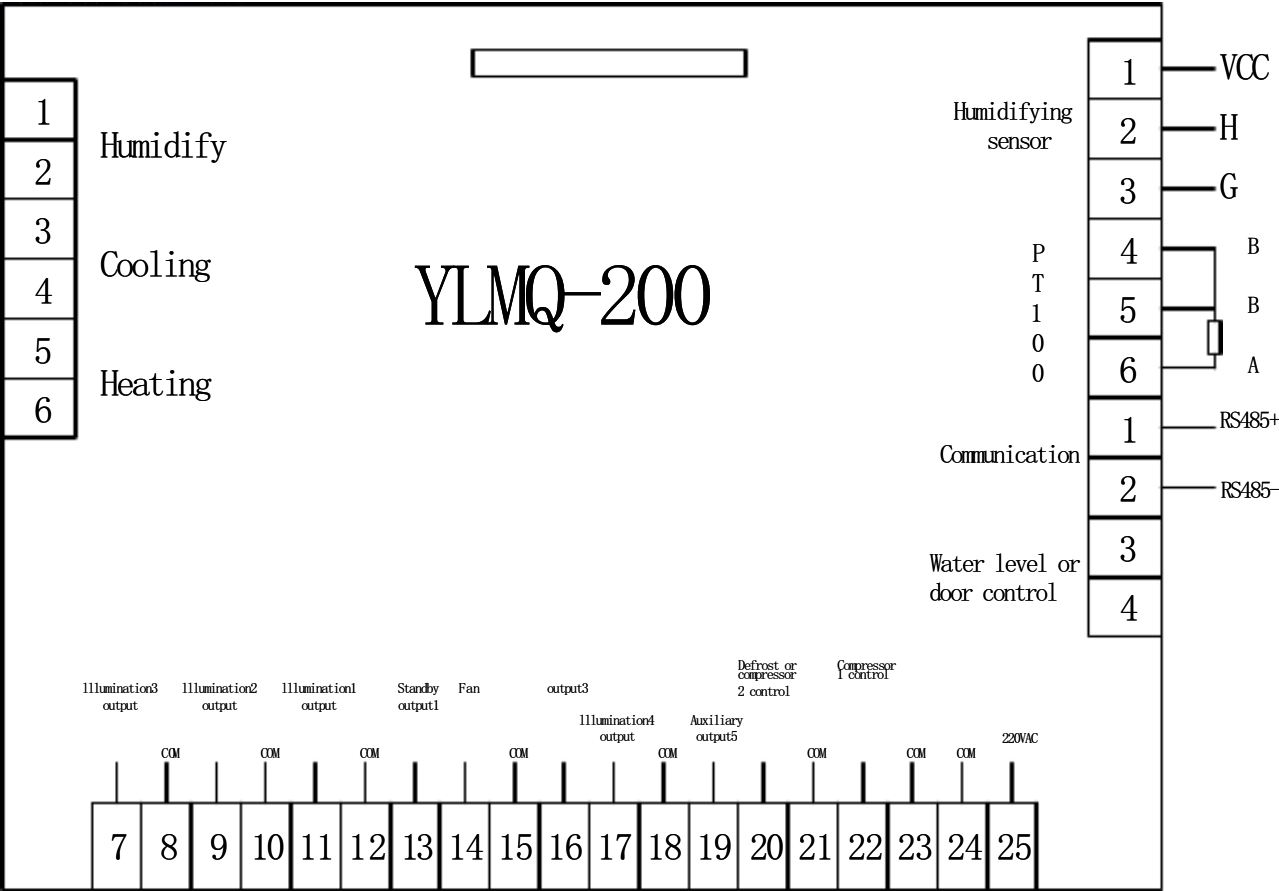 1
2
3
4
5
6
Humidify
Cooling
Heating
YLMQ-200
Humidifying
sensor
P
T
1
0
0
Communication
Water level or
door control
1
2
3
4
5
6
1
2
3
4
VCC
H
G
B
B
A
RS485+
RS485-
lllumination3
output
COM
lllumination2
output
COM
lllumination1
output
COM
Standby
output1
Fan
COM
output3
lllumination4
output
COM
Auxiliary
output5
Defrost or
compressor
2 control
COM
Compressor
1 control
COM
COM
220VAC
7 8 9 10 11 12 13 14 15 16 17 18 19 20 21 22 23 24 25